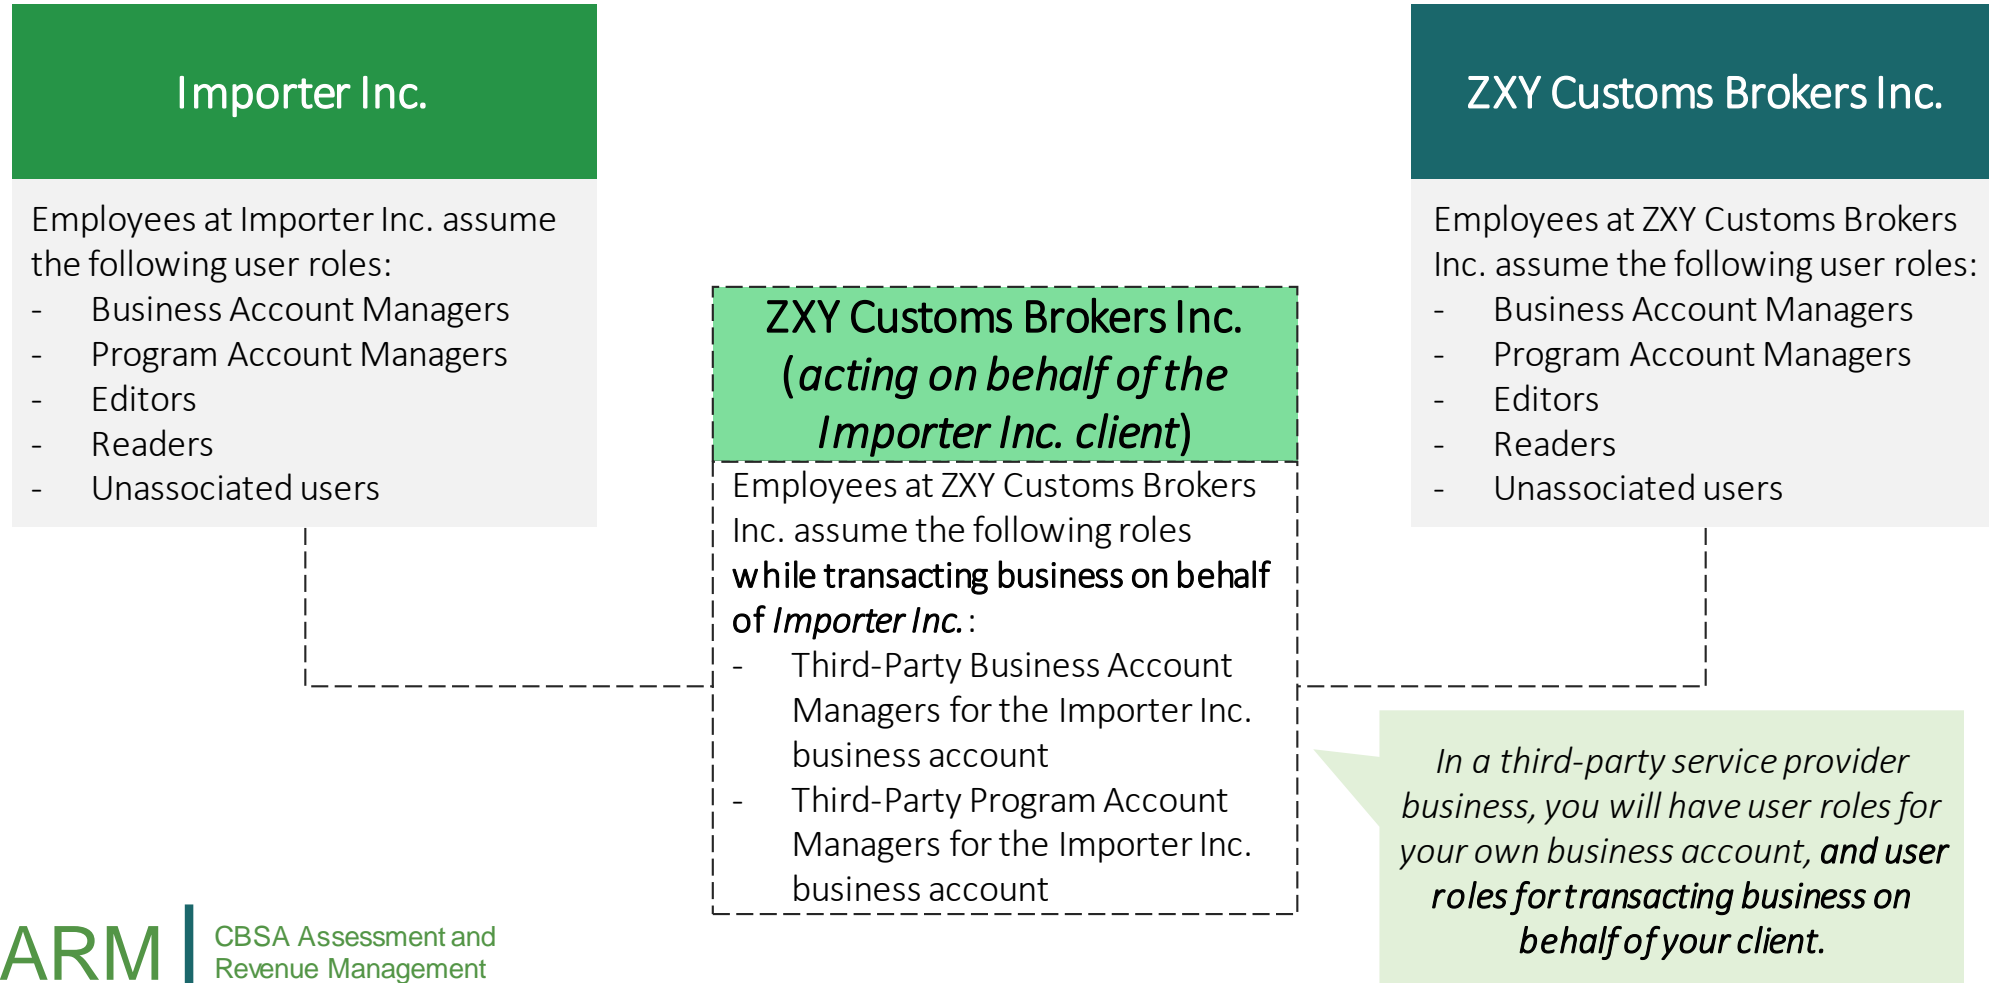 Importer Inc.
Employees at Importer Inc. assume
the following user roles:
- Business Account Managers
- Program Account Managers
- Editors
- Readers
- Unassociated users
ZXY Customs Brokers Inc.
(acting on behalf of the
Importer Inc. client)
Employees at ZXY Customs Brokers
Inc. assume the following roles
while transacting business on behalf
of Importer Inc.:
- Third-Party Business Account
Managers for the Importer Inc.
business account
- Third-Party Program Account
Managers for the Importer Inc.
business account
ZXY Customs Brokers Inc.
Employees at ZXY Customs Brokers
Inc. assume the following user roles:
- Business Account Managers
- Program Account Managers
- Editors
- Readers
- Unassociated users
In a third-party service provider
business, you will have user roles for
your own business account, and user
roles for transacting business on
behalf of your client.
ARM
CBSA Assessment and
Revenue Management